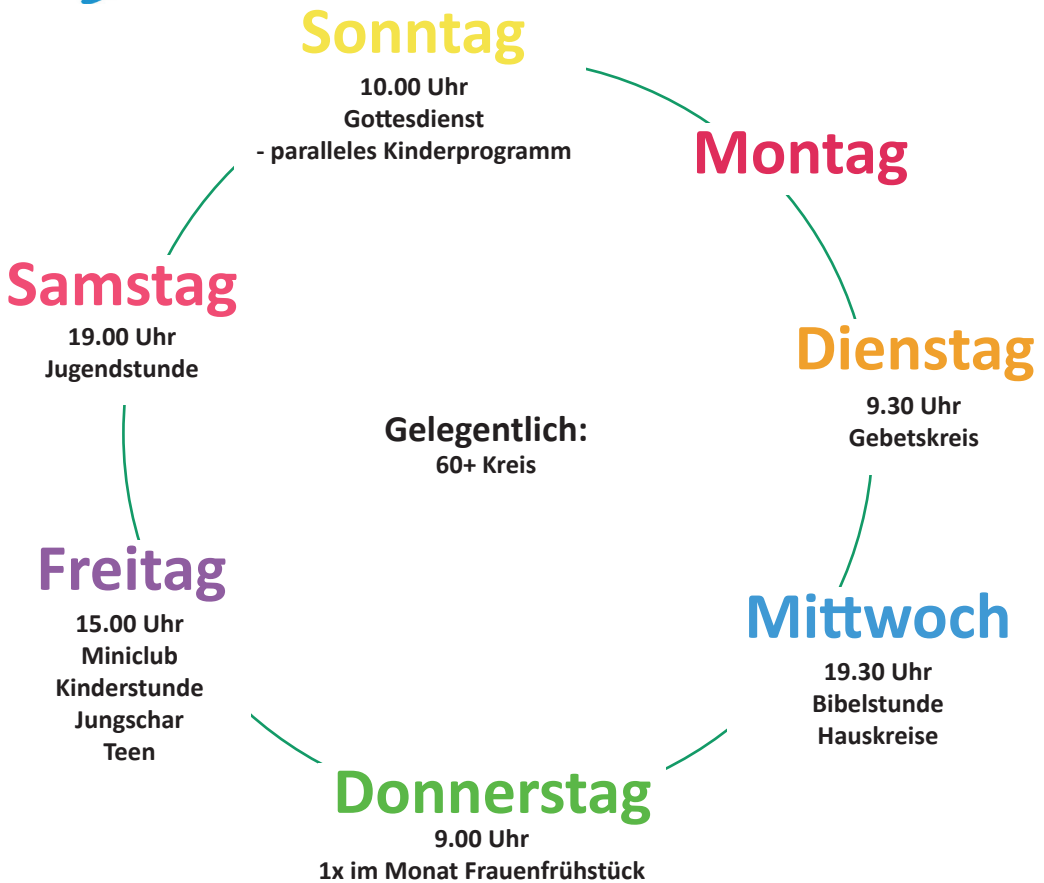 Sonntag
10.00 Uhr
Gottesdienst
- paralleles Kinderprogramm
Montag
Dienstag
9.30 Uhr
Gebetskreis
Mittwoch
19.30 Uhr
Bibelstunde
Hauskreise
Donnerstag
9.00 Uhr
1x im Monat Frauenfrühstück
Freitag
15.00 Uhr
Miniclub
Kinderstunde
Jungschar
Teen
Samstag
19.00 Uhr
Jugendstunde
Gelegentlich:
60+ Kreis